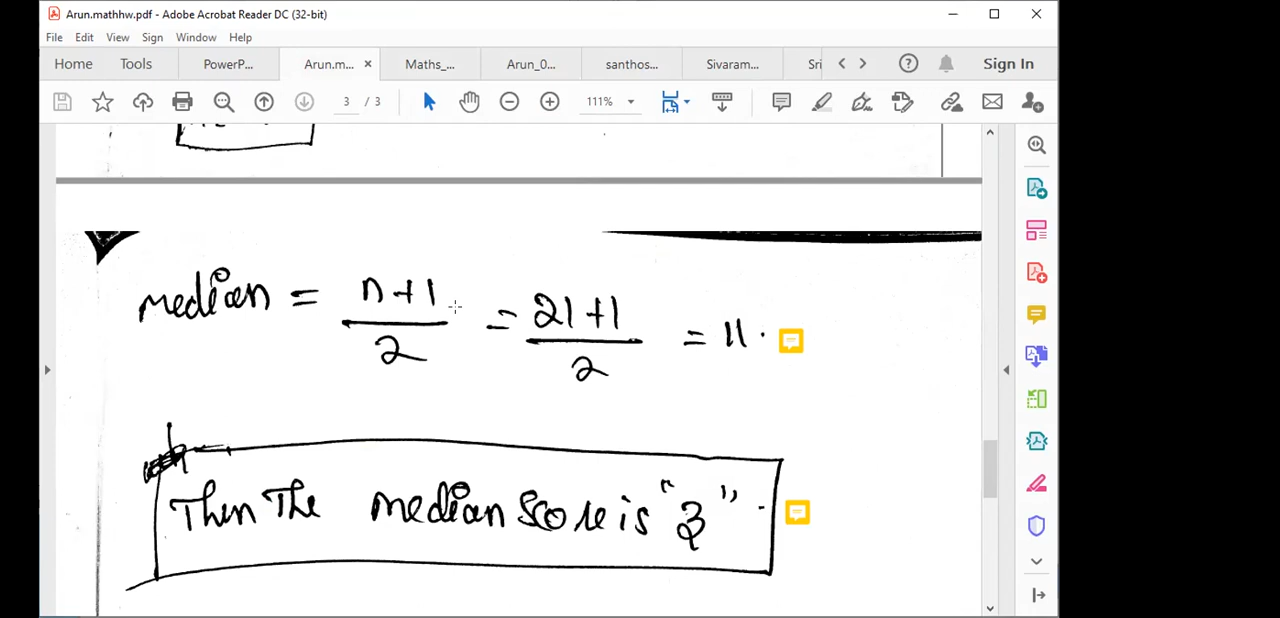 Arun.mathhw.pdf - Adobe Acrobat Reader DC (32-bit)
File Edit View Sign Window Help
Home Tools PowerP... Arun.m... Maths_... Arun_0... santhos... Sivaram... Sri Sign In
3 / 3 111%
median = n+1 / 2 = 21+1 / 2 = 11.
Then The median Score is "3".